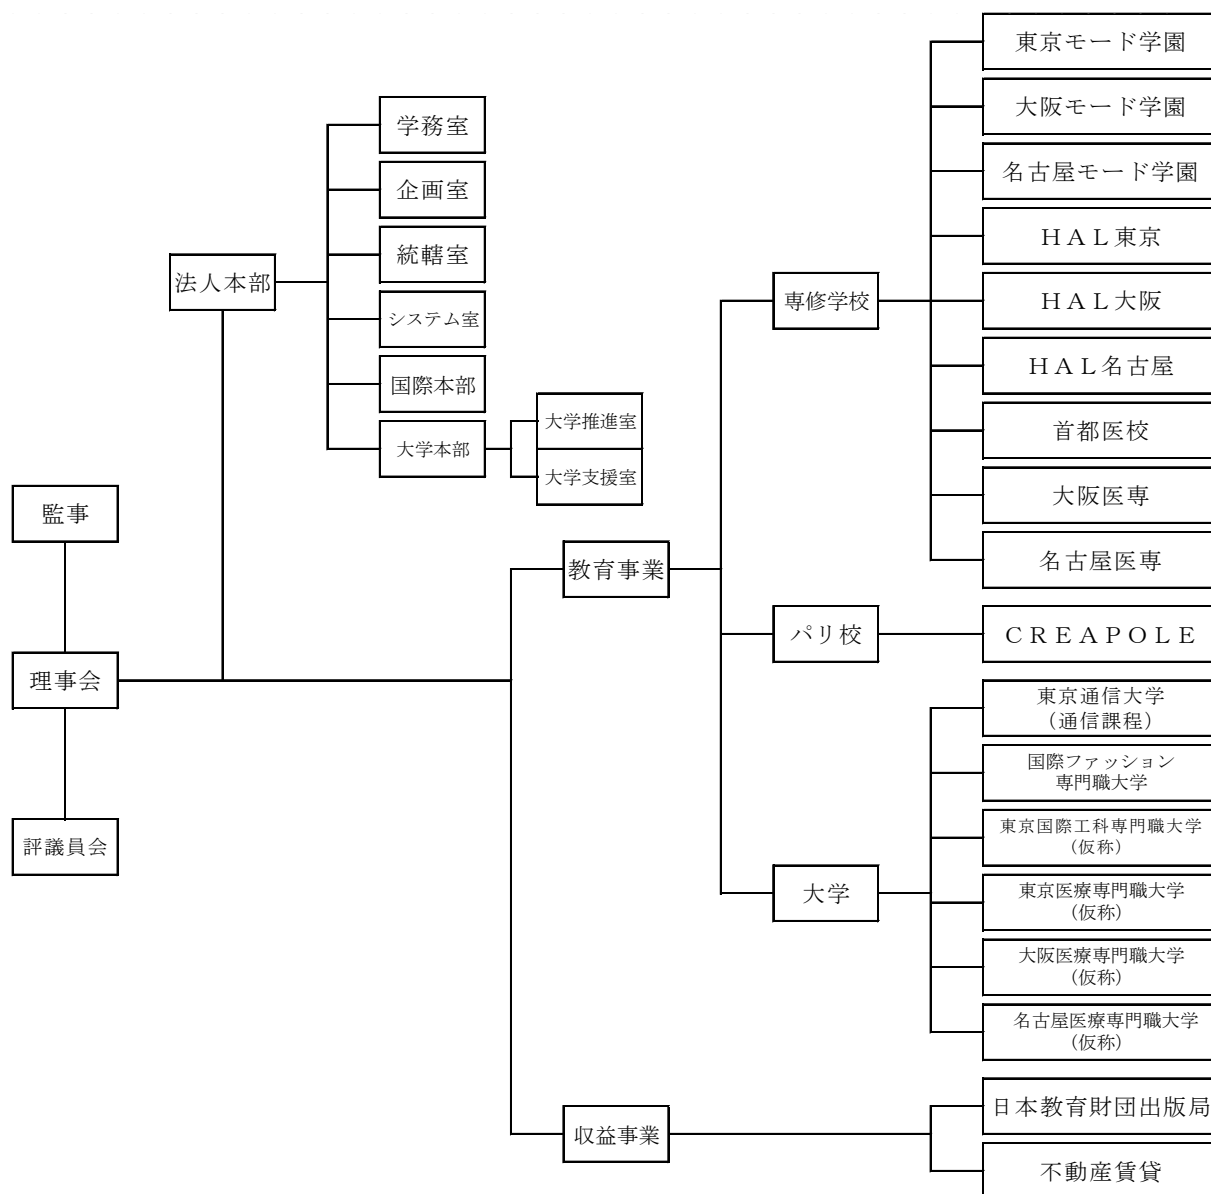 監事
理事会
評議員会
法人本部
学務室
企画室
統轄室
システム室
国際本部
大学本部
大学推進室
大学支援室
教育事業
専修学校
東京モード学園
大阪モード学園
名古屋モード学園
ＨＡＬ東京
ＨＡＬ大阪
ＨＡＬ名古屋
首都医校
大阪医専
名古屋医専
パリ校
ＣＲＥＡＰＯＬＥ
大学
東京通信大学
（通信課程）
国際ファッション
専門職大学
東京国際工科専門職大学
（仮称）
東京医療専門職大学
（仮称）
大阪医療専門職大学
（仮称）
名古屋医療専門職大学
（仮称）
収益事業
日本教育財団出版局
不動産賃貸